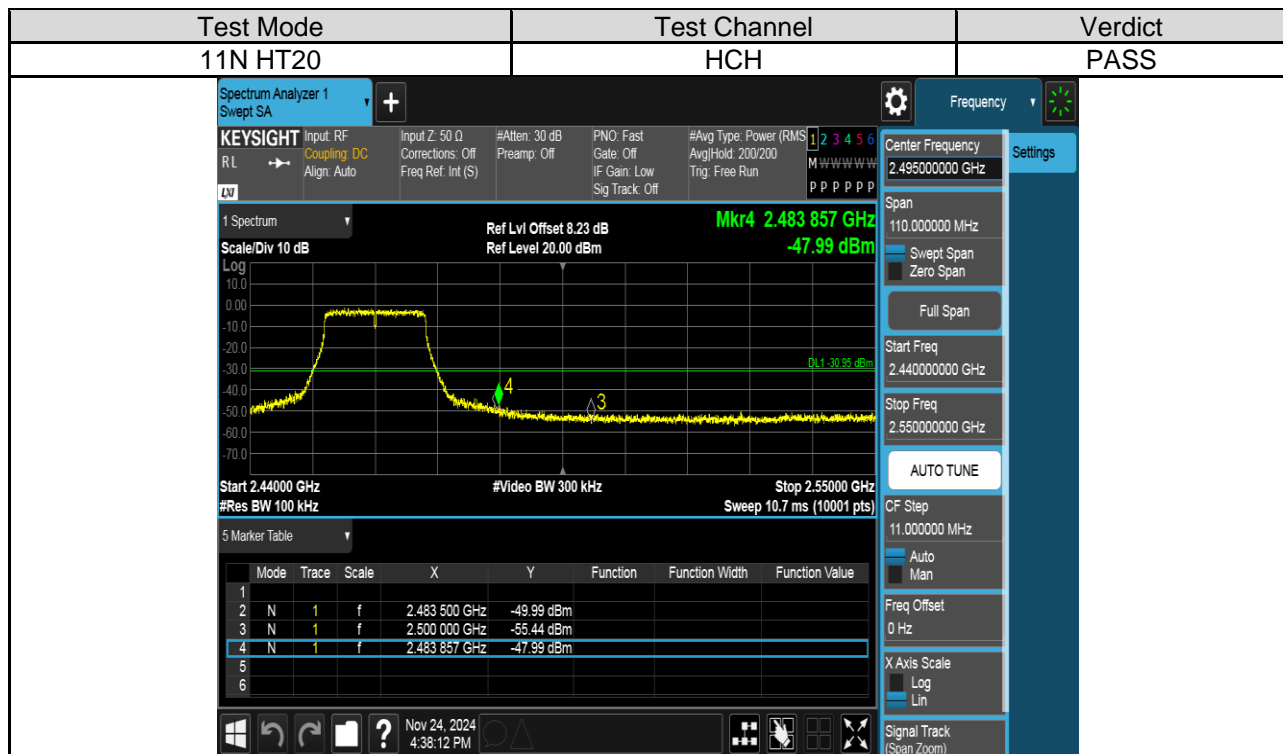 Test Mode Test Channel Verdict
11N HT20 HCH PASS
Spectrum Analyzer 1
Swept SA
+
Frequency
KEYSIGHT Input: RF Input Z: 50 Ω #Atten: 30 dB PNO: Fast #Avg Type: Power (RMS 1 2 3 4 5 6
RL Coupling: DC Corrections: Off Preamp: Off Gate: Off Avg|Hold: 200/200 M W W W W W
Align: Auto Freq Ref: Int (S) IF Gain: Low Trig: Free Run
LXI Sig Track: Off P P P P P P
1 Spectrum
Ref Lvl Offset 8.23 dB Mkr4 2.483 857 GHz
Scale/Div 10 dB Ref Level 20.00 dBm -47.99 dBm
Log
10.0
0.00
-10.0
-20.0
-30.0
-40.0
-50.0
-60.0
-70.0
DL1 -30.95 dBm
4
3
Start 2.44000 GHz #Video BW 300 kHz Stop 2.55000 GHz
#Res BW 100 kHz Sweep 10.7 ms (10001 pts)
5 Marker Table
Mode Trace Scale X Y Function Function Width Function Value
1
2 N 1 f 2.483 500 GHz -49.99 dBm
3 N 1 f 2.500 000 GHz -55.44 dBm
4 N 1 f 2.483 857 GHz -47.99 dBm
5
6
?
Nov 24, 2024
4:38:12 PM
Center Frequency
2.495000000 GHz
Settings
Span
110.000000 MHz
Swept Span
Zero Span
Full Span
Start Freq
2.440000000 GHz
Stop Freq
2.550000000 GHz
AUTO TUNE
CF Step
11.000000 MHz
Auto
Man
Freq Offset
0 Hz
X Axis Scale
Log
Lin
Signal Track
(Span Zoom)